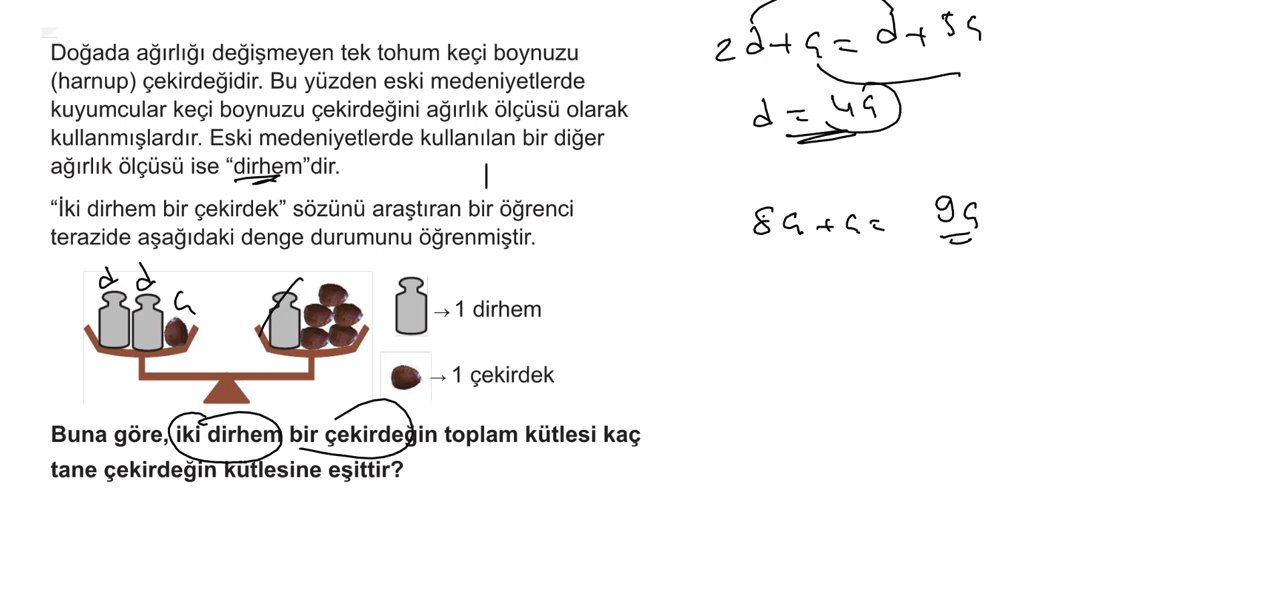 Doğada ağırlığı değişmeyen tek tohum keçi boynuzu
(harnup) çekirdeğidir. Bu yüzden eski medeniyetlerde
kuyumcular keçi boynuzu çekirdeğini ağırlık ölçüsü olarak
kullanmışlardır. Eski medeniyetlerde kullanılan bir diğer
ağırlık ölçüsü ise “dirhem”dir.
“İki dirhem bir çekirdek” sözünü araştıran bir öğrenci
terazide aşağıdaki denge durumunu öğrenmiştir.
d d ç
→ 1 dirhem
→ 1 çekirdek
Buna göre, iki dirhem bir çekirdeğin toplam kütlesi kaç
tane çekirdeğin kütlesine eşittir?
2d+ç = d+5ç
d = 4ç
8ç+ç = 9ç